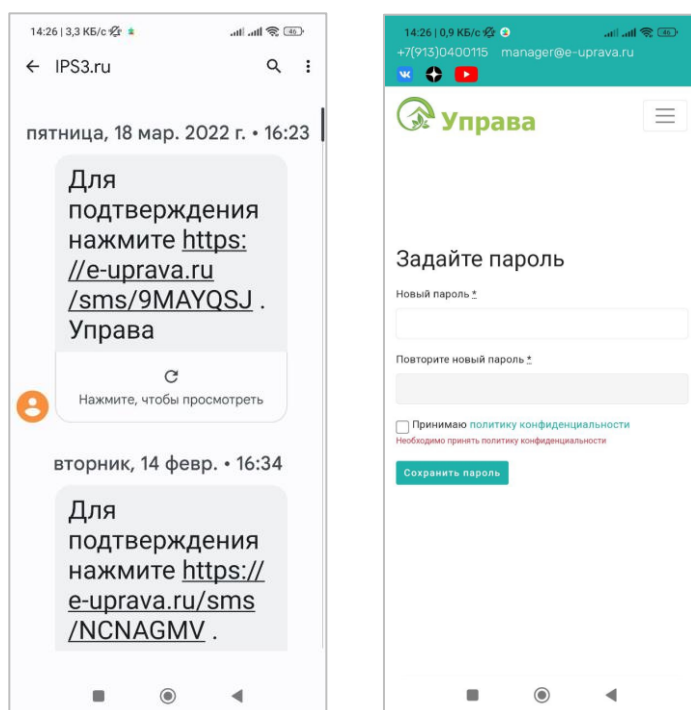 14:26 | 3,3 КБ/с
46
IPS3.ru
пятница, 18 мар. 2022 г. • 16:23
Для
подтверждения
нажмите https:
//e-uprava.ru
/sms/9MAYQSJ .
Управа
Нажмите, чтобы просмотреть
вторник, 14 февр. • 16:34
Для
подтверждения
нажмите https://
e-uprava.ru/sms
/NCNAGMV .
14:26 | 0,9 КБ/с
46
+7(913)0400115 manager@e-uprava.ru
Управа
Задайте пароль
Новый пароль *
Повторите новый пароль *
Принимаю политику конфиденциальности
Необходимо принять политику конфиденциальности
Сохранить пароль